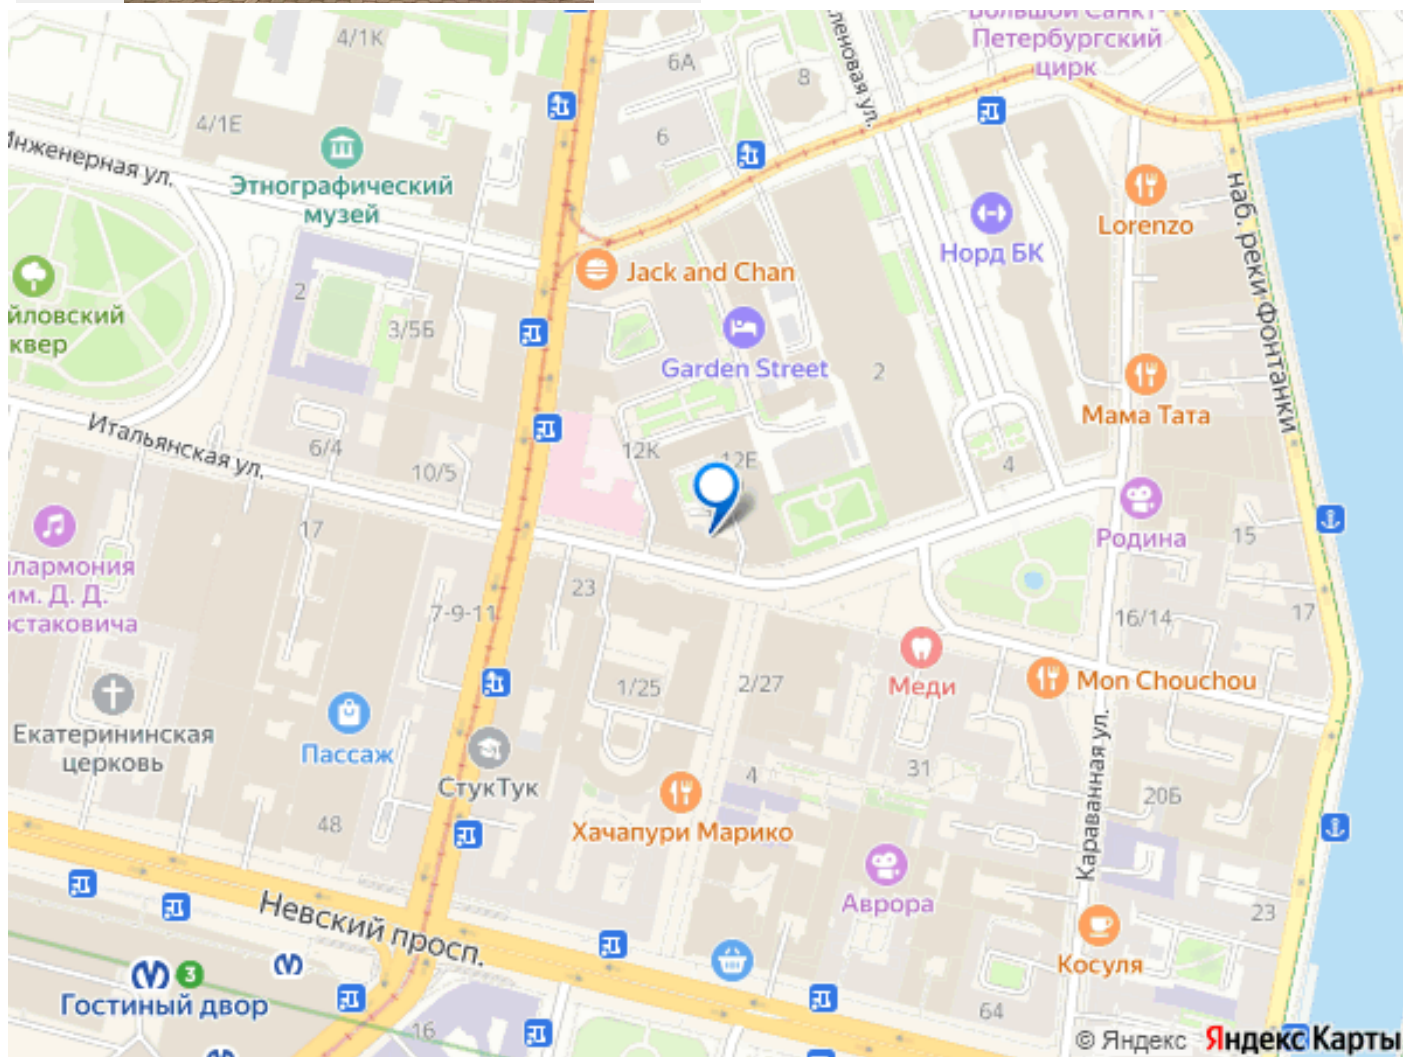 4/1К
6А
8
Большой Санкт-
Петербургский
цирк
4/1Е
6
Инженерная ул.
Этнографический
музей
Lorenzo
наб. реки Фонтанки
Норд БК
Jack and Chan
2
3/5Б
Garden Street
2
Мама Тата
Итальянская ул.
6/4
10/5
12К
12Е
4
17
Родина
15
им. Д. Д.
7-9-11
23
16/14
17
Меди
1/25
2/27
Mon Chouchou
Екатерининская
церковь
Пассаж
СтукТук
4
31
Караванная ул.
20Б
48
Хачапури Марико
Аврора
Невский просп.
23
Косуля
3
Гостиный двор
16
64
© Яндекс Яндекс Карты